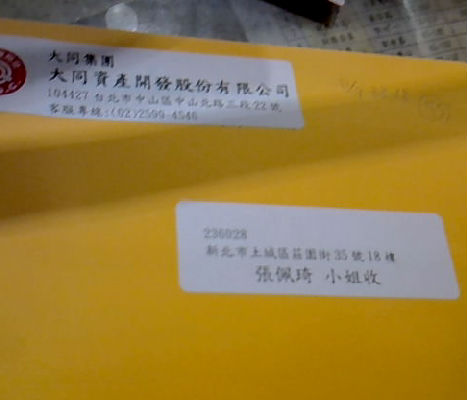 大同集團
大同資產開發股份有限公司
104427 台北市中山區中山北路三段22號
客服專線:(02)2599-4546
236028
新北市土城區莊園街35號18樓
張佩琦 小姐收